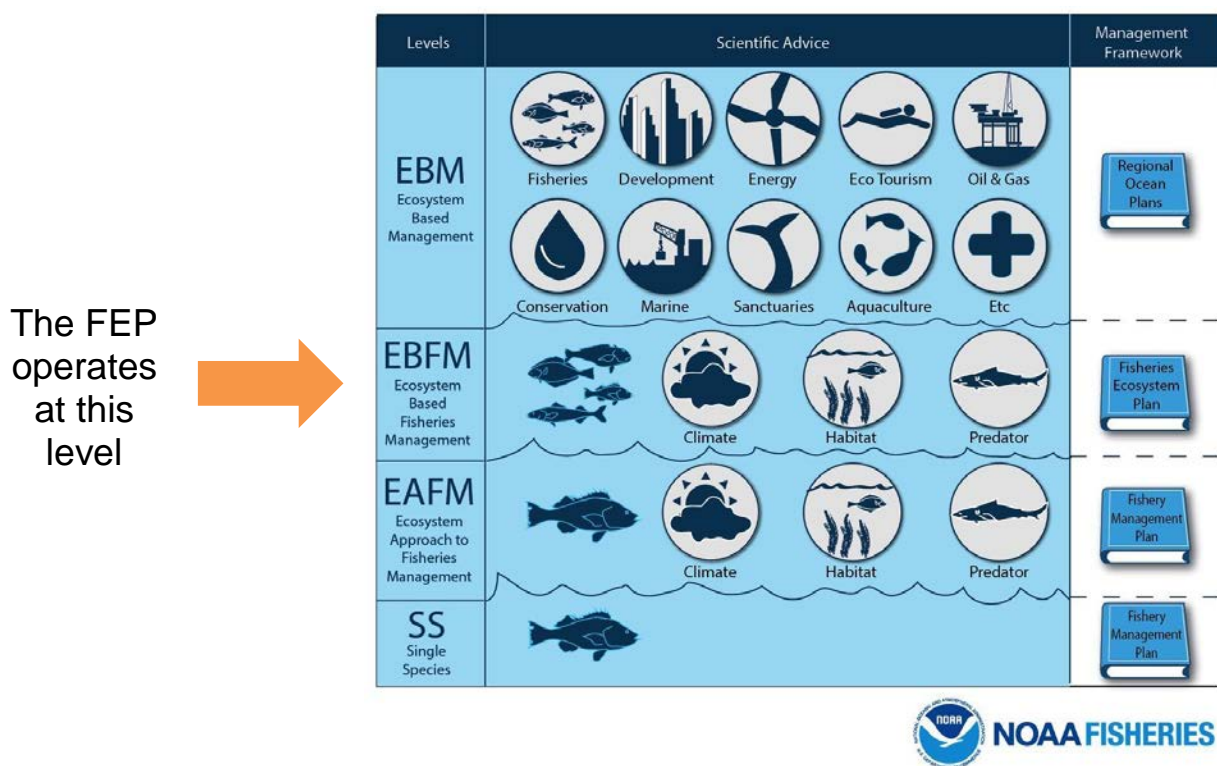 Levels
Scientific Advice
Management
Framework
The FEP
operates
at this
level
EBM
Ecosystem
Based
Management
Fisheries
Development
Energy
Eco Tourism
Oil & Gas
Conservation
Marine
Sanctuaries
Aquaculture
Etc
Regional
Ocean
Plans
EBFM
Ecosystem
Based
Fisheries
Management
Climate
Habitat
Predator
Fisheries
Ecosystem
Plan
EAFM
Ecosystem
Approach to
Fisheries
Management
Climate
Habitat
Predator
Fishery
Management
Plan
SS
Single
Species
Fishery
Management
Plan
NOAA
NOAA FISHERIES